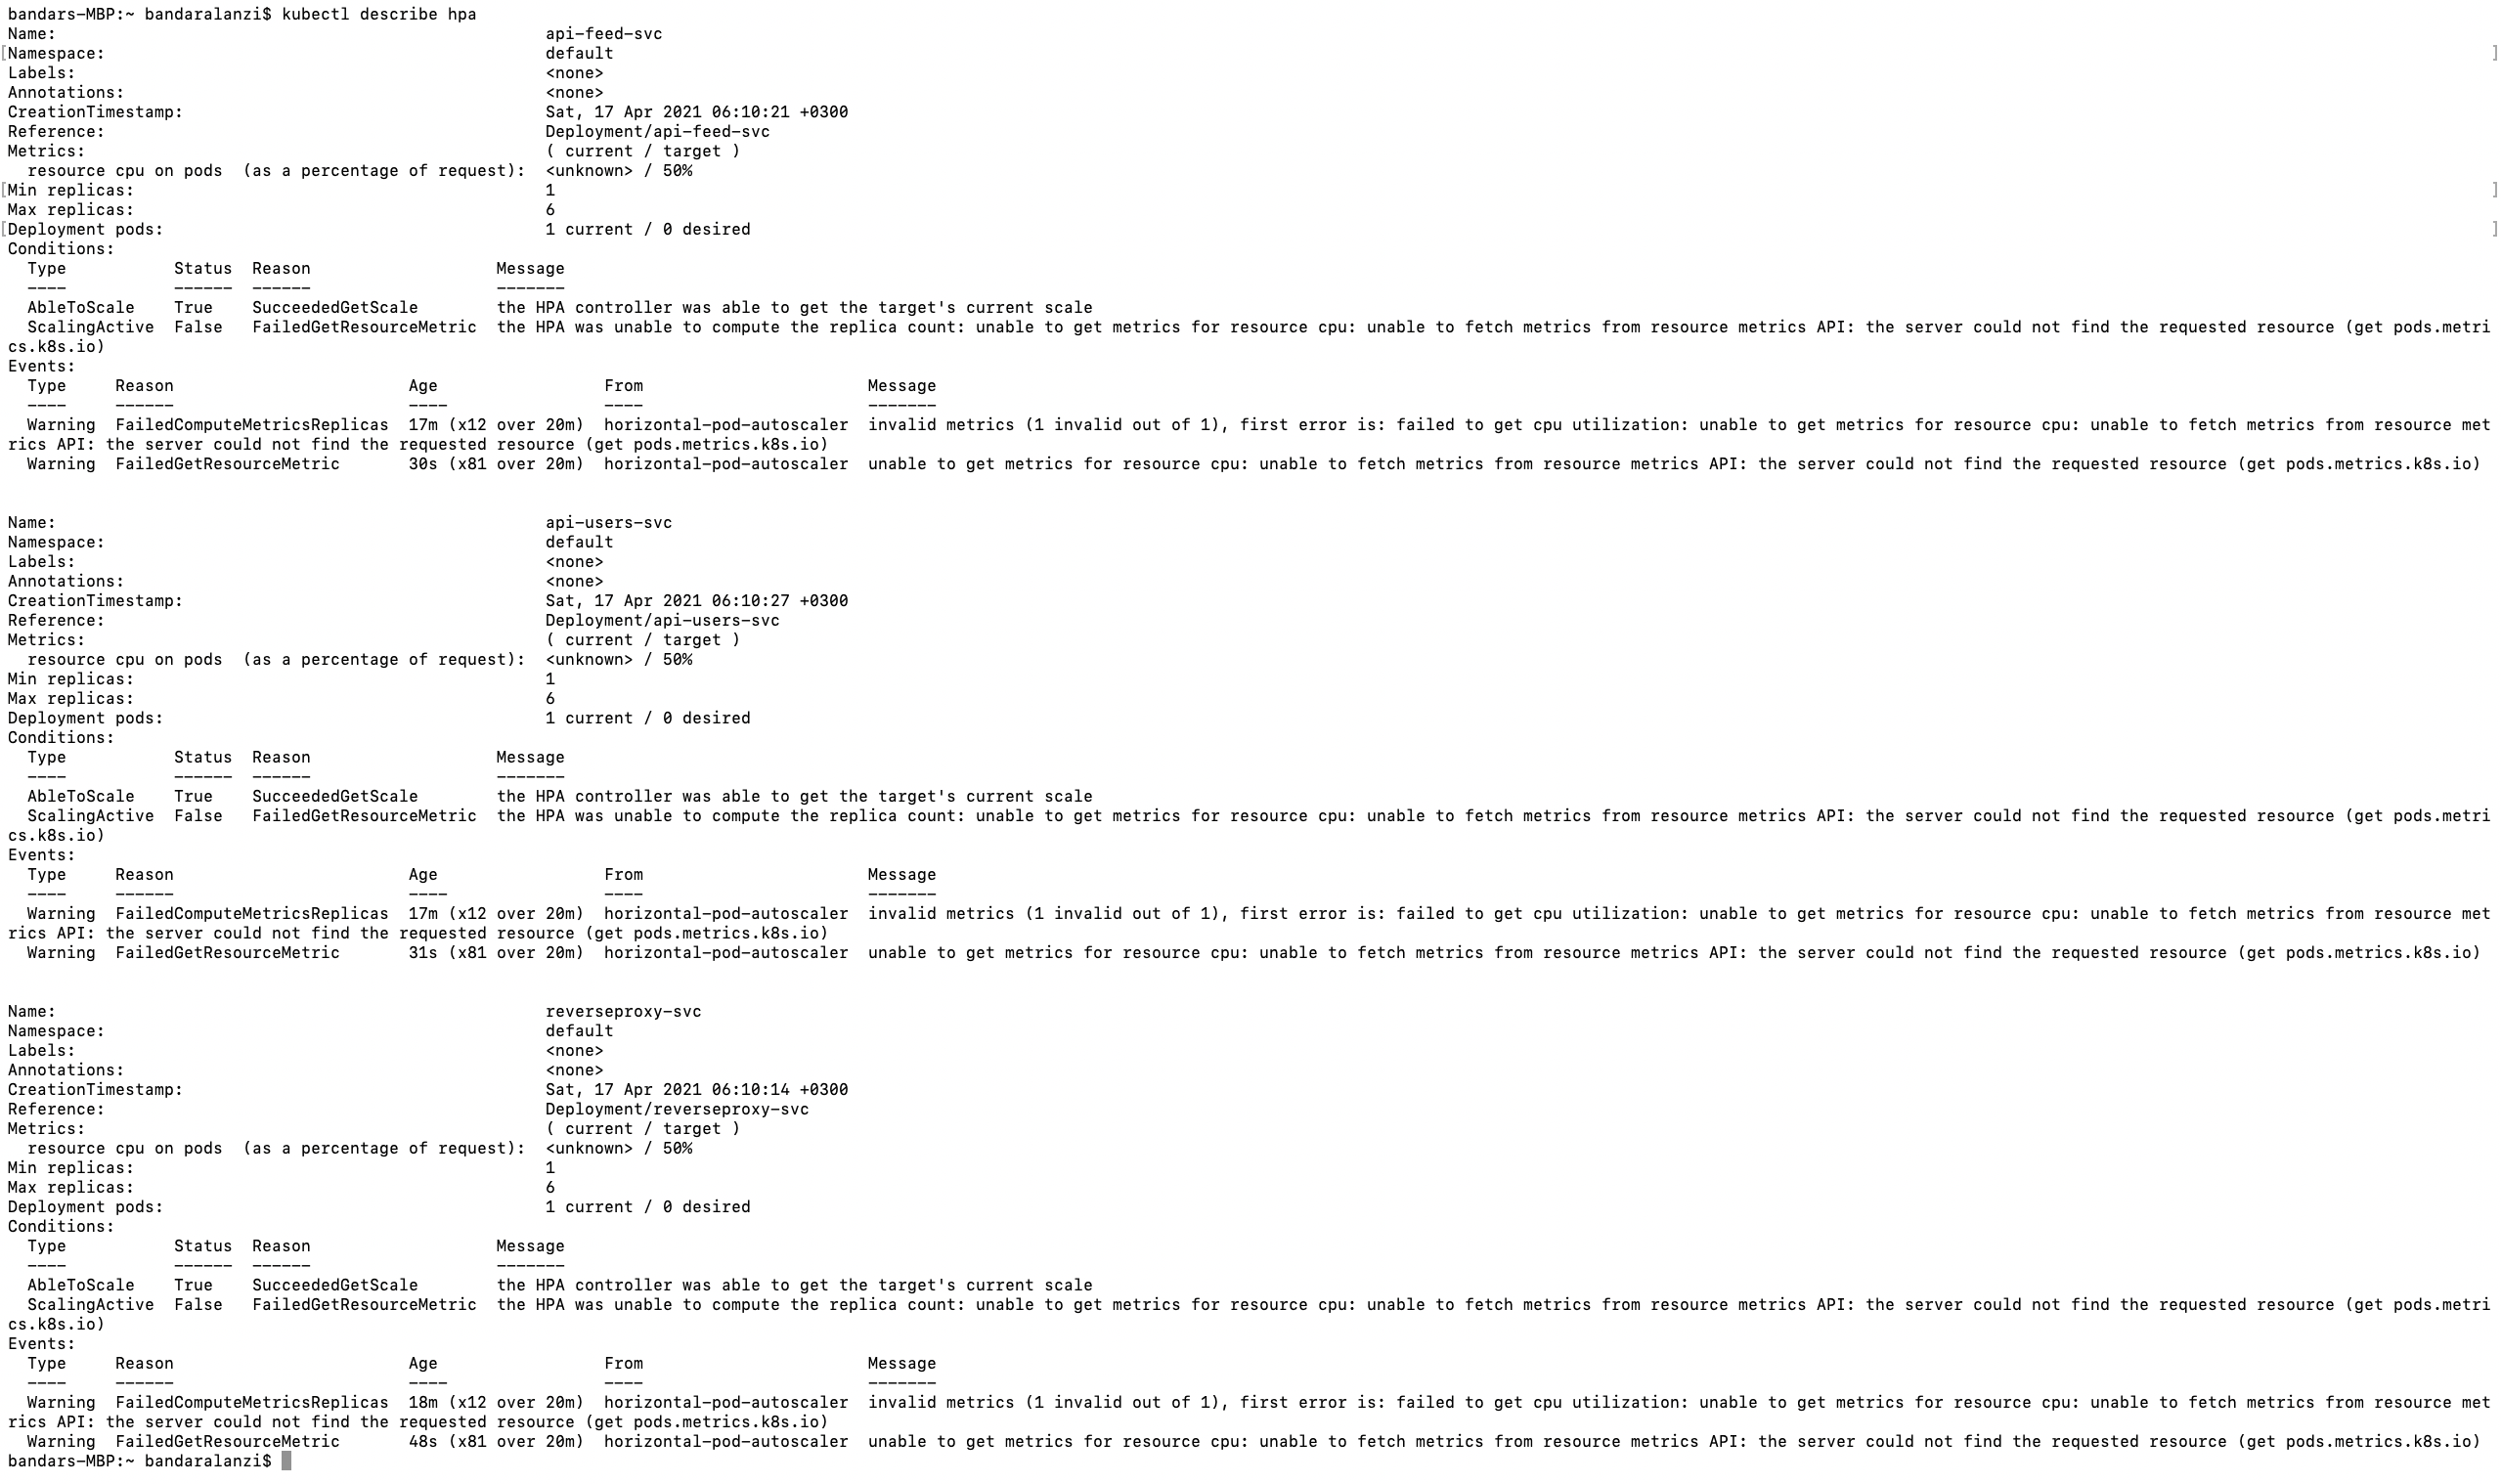 bandars-MBP:~ bandaralanzi$ kubectl describe hpa
Name:                                                  api-feed-svc
[Namespace:                                             default                                                                                                ]
Labels:                                                <none>
Annotations:                                           <none>
CreationTimestamp:                                     Sat, 17 Apr 2021 06:10:21 +0300
Reference:                                             Deployment/api-feed-svc
Metrics:                                               ( current / target )
  resource cpu on pods  (as a percentage of request):  <unknown> / 50%
[Min replicas:                                          1                                                                                                ]
Max replicas:                                          6
[Deployment pods:                                       1 current / 0 desired                                                                                                ]
Conditions:
  Type           Status  Reason                   Message
  ----           ------  ------                   -------
  AbleToScale    True    SucceededGetScale        the HPA controller was able to get the target's current scale
  ScalingActive  False   FailedGetResourceMetric  the HPA was unable to compute the replica count: unable to get metrics for resource cpu: unable to fetch metrics from resource metrics API: the server could not find the requested resource (get pods.metri
cs.k8s.io)
Events:
  Type     Reason                        Age                 From                       Message
  ----     ------                        ----                ----                       -------
  Warning  FailedComputeMetricsReplicas  17m (x12 over 20m)  horizontal-pod-autoscaler  invalid metrics (1 invalid out of 1), first error is: failed to get cpu utilization: unable to get metrics for resource cpu: unable to fetch metrics from resource met
rics API: the server could not find the requested resource (get pods.metrics.k8s.io)
  Warning  FailedGetResourceMetric       30s (x81 over 20m)  horizontal-pod-autoscaler  unable to get metrics for resource cpu: unable to fetch metrics from resource metrics API: the server could not find the requested resource (get pods.metrics.k8s.io)
Name:                                                  api-users-svc
Namespace:                                             default
Labels:                                                <none>
Annotations:                                           <none>
CreationTimestamp:                                     Sat, 17 Apr 2021 06:10:27 +0300
Reference:                                             Deployment/api-users-svc
Metrics:                                               ( current / target )
  resource cpu on pods  (as a percentage of request):  <unknown> / 50%
Min replicas:                                          1
Max replicas:                                          6
Deployment pods:                                       1 current / 0 desired
Conditions:
  Type           Status  Reason                   Message
  ----           ------  ------                   -------
  AbleToScale    True    SucceededGetScale        the HPA controller was able to get the target's current scale
  ScalingActive  False   FailedGetResourceMetric  the HPA was unable to compute the replica count: unable to get metrics for resource cpu: unable to fetch metrics from resource metrics API: the server could not find the requested resource (get pods.metri
cs.k8s.io)
Events:
  Type     Reason                        Age                 From                       Message
  ----     ------                        ----                ----                       -------
  Warning  FailedComputeMetricsReplicas  17m (x12 over 20m)  horizontal-pod-autoscaler  invalid metrics (1 invalid out of 1), first error is: failed to get cpu utilization: unable to get metrics for resource cpu: unable to fetch metrics from resource met
rics API: the server could not find the requested resource (get pods.metrics.k8s.io)
  Warning  FailedGetResourceMetric       31s (x81 over 20m)  horizontal-pod-autoscaler  unable to get metrics for resource cpu: unable to fetch metrics from resource metrics API: the server could not find the requested resource (get pods.metrics.k8s.io)
Name:                                                  reverseproxy-svc
Namespace:                                             default
Labels:                                                <none>
Annotations:                                           <none>
CreationTimestamp:                                     Sat, 17 Apr 2021 06:10:14 +0300
Reference:                                             Deployment/reverseproxy-svc
Metrics:                                               ( current / target )
  resource cpu on pods  (as a percentage of request):  <unknown> / 50%
Min replicas:                                          1
Max replicas:                                          6
Deployment pods:                                       1 current / 0 desired
Conditions:
  Type           Status  Reason                   Message
  ----           ------  ------                   -------
  AbleToScale    True    SucceededGetScale        the HPA controller was able to get the target's current scale
  ScalingActive  False   FailedGetResourceMetric  the HPA was unable to compute the replica count: unable to get metrics for resource cpu: unable to fetch metrics from resource metrics API: the server could not find the requested resource (get pods.metri
cs.k8s.io)
Events:
  Type     Reason                        Age                 From                       Message
  ----     ------                        ----                ----                       -------
  Warning  FailedComputeMetricsReplicas  18m (x12 over 20m)  horizontal-pod-autoscaler  invalid metrics (1 invalid out of 1), first error is: failed to get cpu utilization: unable to get metrics for resource cpu: unable to fetch metrics from resource met
rics API: the server could not find the requested resource (get pods.metrics.k8s.io)
  Warning  FailedGetResourceMetric       48s (x81 over 20m)  horizontal-pod-autoscaler  unable to get metrics for resource cpu: unable to fetch metrics from resource metrics API: the server could not find the requested resource (get pods.metrics.k8s.io)
bandars-MBP:~ bandaralanzi$